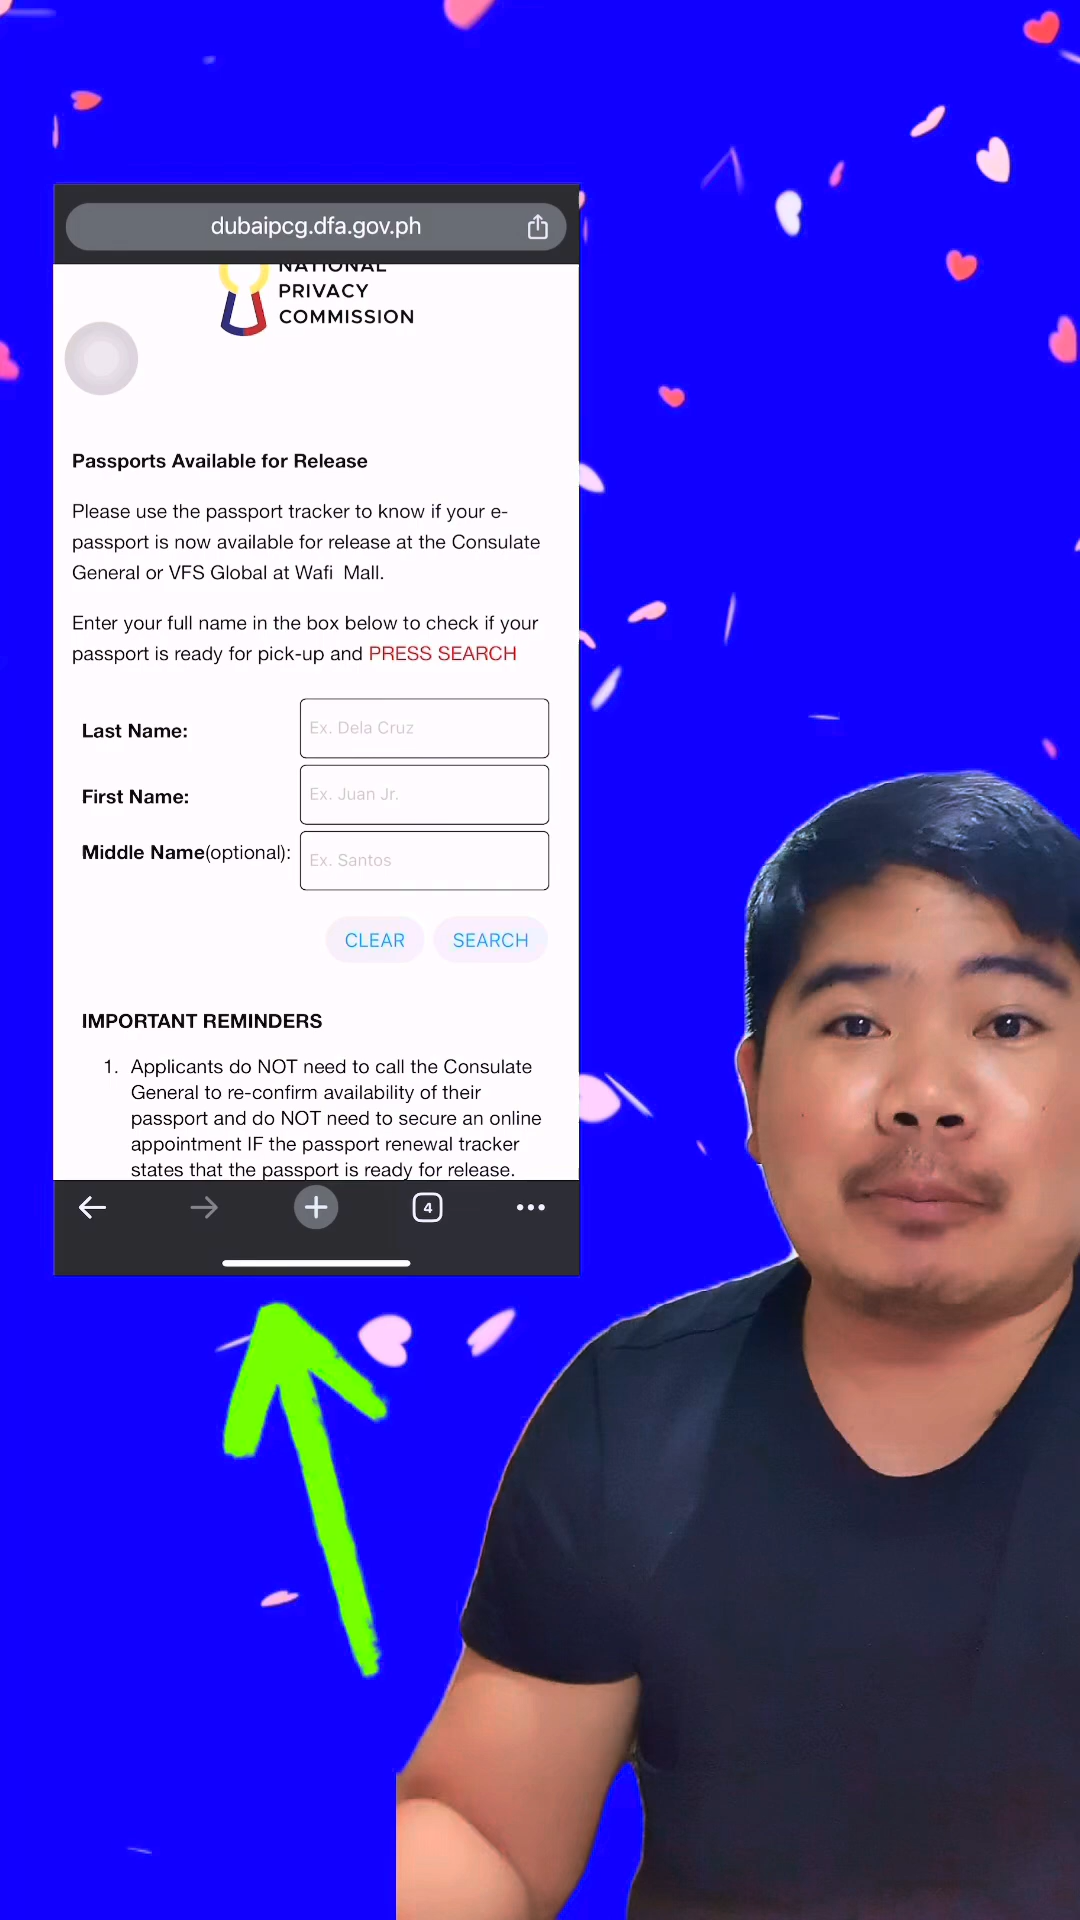 dubaipcg.dfa.gov.ph
NATIONAL
PRIVACY
COMMISSION
Passports Available for Release
Please use the passport tracker to know if your e-
passport is now available for release at the Consulate
General or VFS Global at Wafi Mall.
Enter your full name in the box below to check if your
passport is ready for pick-up and PRESS SEARCH
Last Name: Ex. Dela Cruz
First Name: Ex. Juan Jr.
Middle Name(optional): Ex. Santos
CLEAR SEARCH
IMPORTANT REMINDERS
1. Applicants do NOT need to call the Consulate
General to re-confirm availability of their
passport and do NOT need to secure an online
appointment IF the passport renewal tracker
states that the passport is ready for release.
4